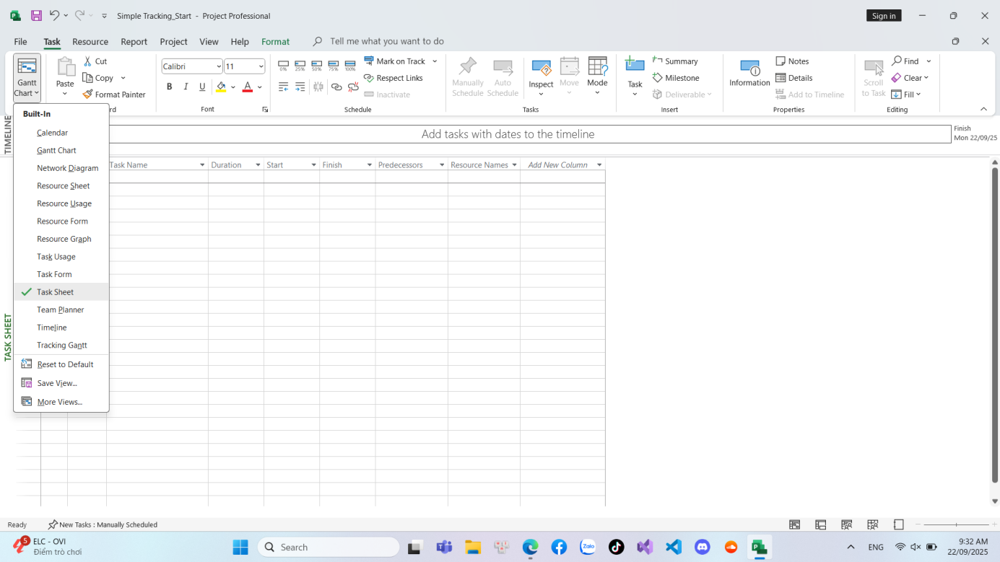 Simple Tracking_Start - Project Professional
Sign in
File Task Resource Report Project View Help Format Tell me what you want to do
Gantt Chart
Paste
Cut
Copy
Format Painter
Calibri 11
B I U A
Font
0% 25% 50% 75% 100%
Mark on Track
Respect Links
Inactivate
Schedule
Manually Schedule
Auto Schedule
Inspect
Move
Mode
Tasks
Task
Summary
Milestone
Deliverable
Insert
Information
Notes
Details
Add to Timeline
Properties
Scroll to Task
Find
Clear
Fill
Editing
TIMELINE
Add tasks with dates to the timeline
Finish
Mon 22/09/25
Built-In
Calendar
Gantt Chart
Network Diagram
Resource Sheet
Resource Usage
Resource Form
Resource Graph
Task Usage
Task Form
Task Sheet
Team Planner
Timeline
Tracking Gantt
Reset to Default
Save View...
More Views...
TASK SHEET
Task Name Duration Start Finish Predecessors Resource Names Add New Column
Ready New Tasks : Manually Scheduled
5
ELC - OVI
Điểm trò chơi
Search
Zalo
ENG
9:32 AM
22/09/2025